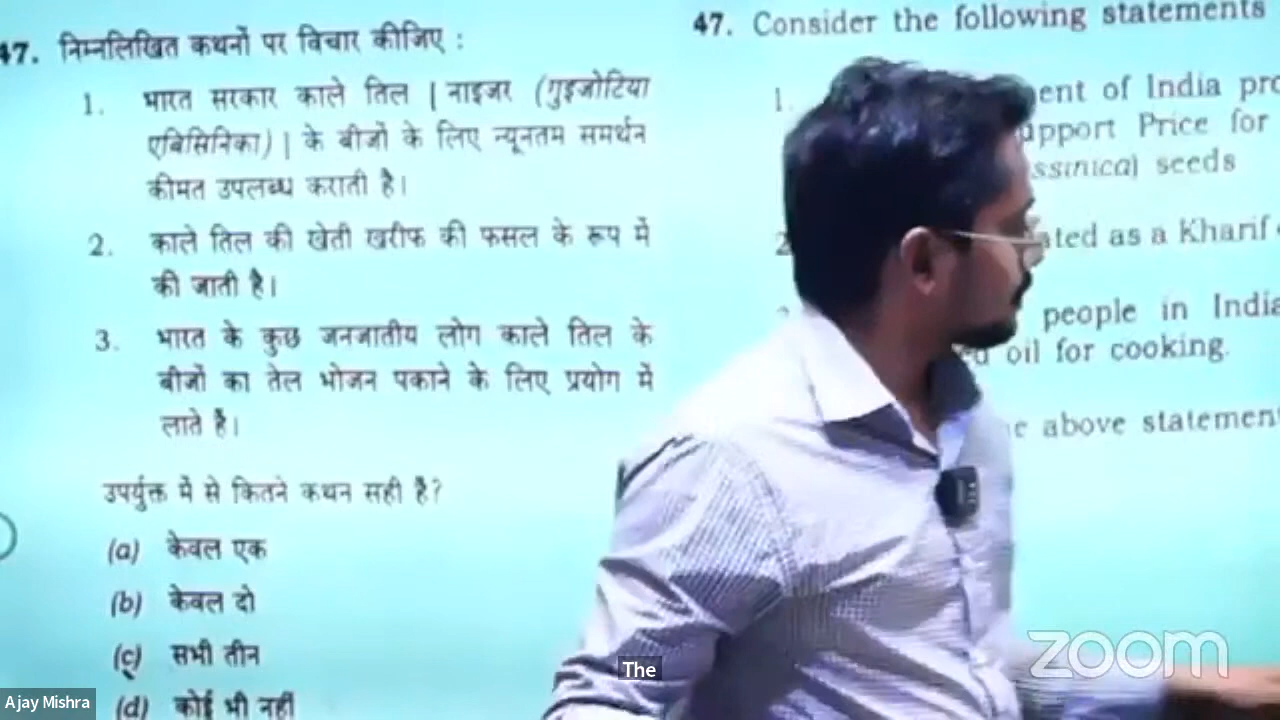 47. निम्नलिखित कथनों पर विचार कीजिए :
1. भारत सरकार काले तिल | नाइजर (गुइजोटिया
एबिसिनिका) | के बीजों के लिए न्यूनतम समर्थन
कीमत उपलब्ध कराती है।
2. काले तिल की खेती खरीफ की फसल के रूप में
की जाती है।
3. भारत के कुछ जनजातीय लोग काले तिल के
बीजों का तेल भोजन पकाने के लिए प्रयोग में
लाते हैं।
उपर्युक्त में से कितने कथन सही हैं?
(a) केवल एक
(b) केवल दो
(c) सभी तीन
(d) कोई भी नहीं
47. Consider the following statements
1. ent of India pro
upport Price for
ssinica) seeds
2 ated as a Kharif
people in India
oil for cooking.
above statement
zoom
The
Ajay Mishra